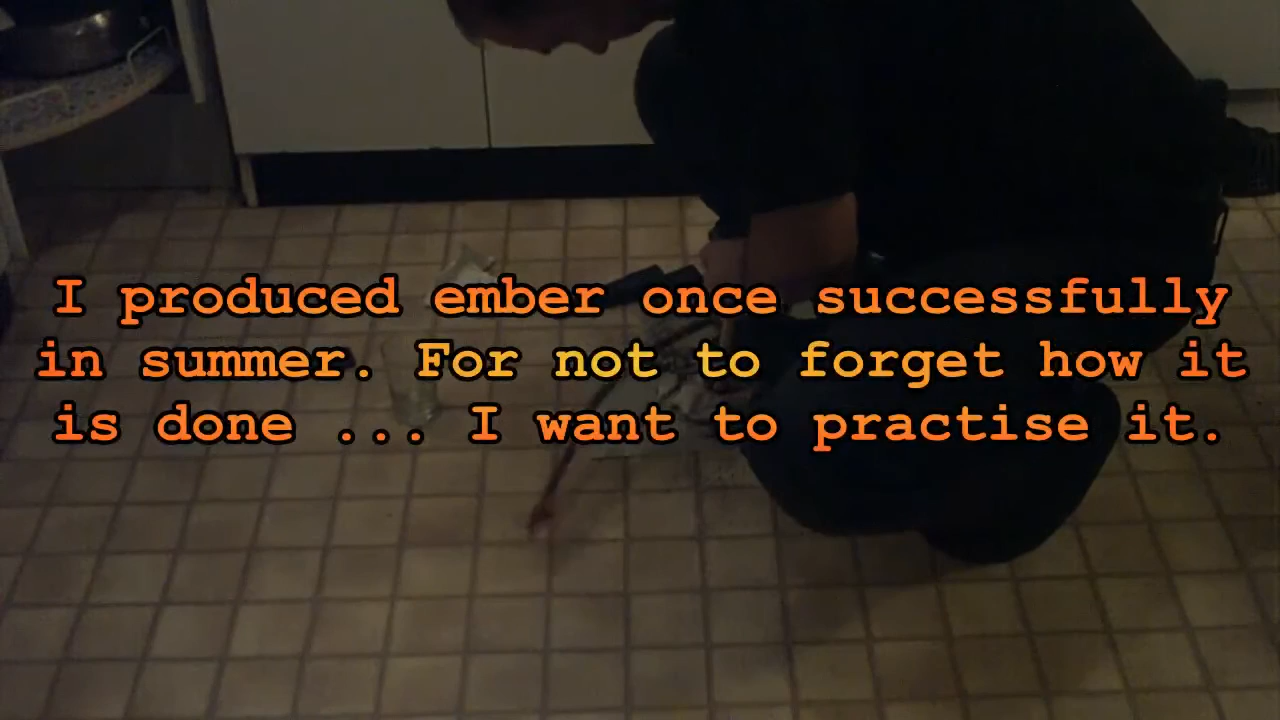 I produced ember once successfully
in summer. For not to forget how it
is done ... I want to practise it.